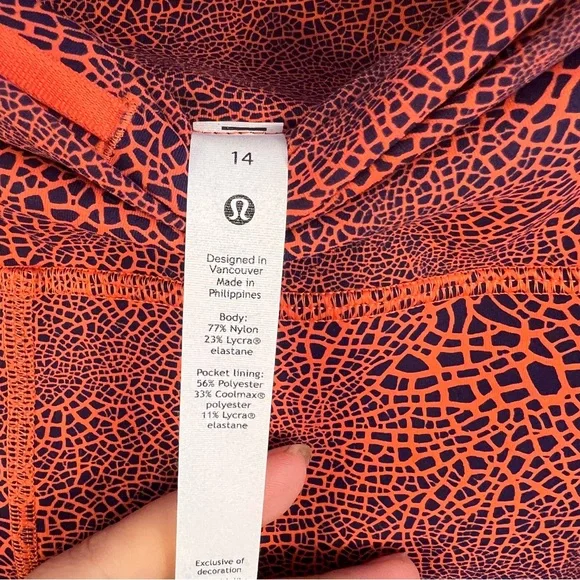 14
Designed in
Vancouver
Made in
Philippines
Body:
77% Nylon
23% Lycra®
elastane
Pocket lining:
56% Polyester
33% Coolmax®
polyester
11% Lycra®
elastane
Exclusive of
decoration